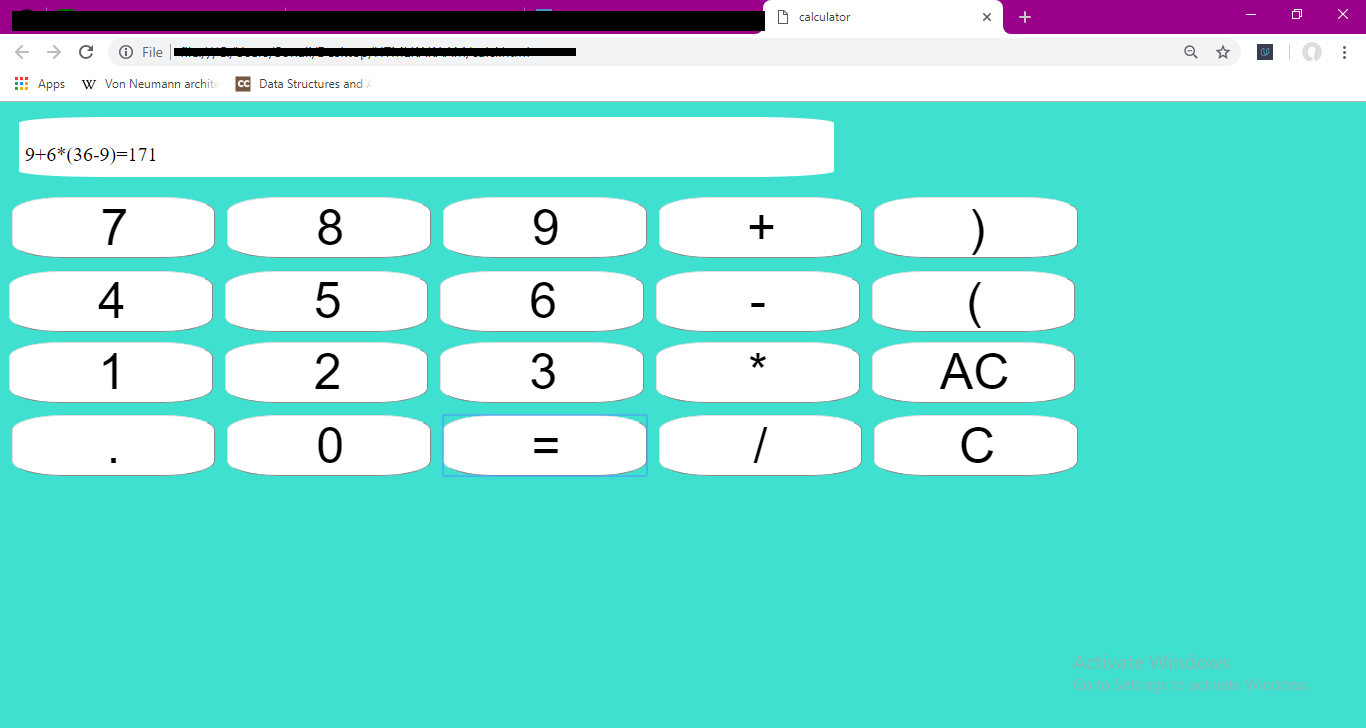 calculator
File
Apps
Von Neumann archite
Data Structures and A
9+6*(36-9)=171
7 8 9 + )
4 5 6 - (
1 2 3 * AC
. 0 = / C
Activate Windows
Go to Settings to activate Windows.